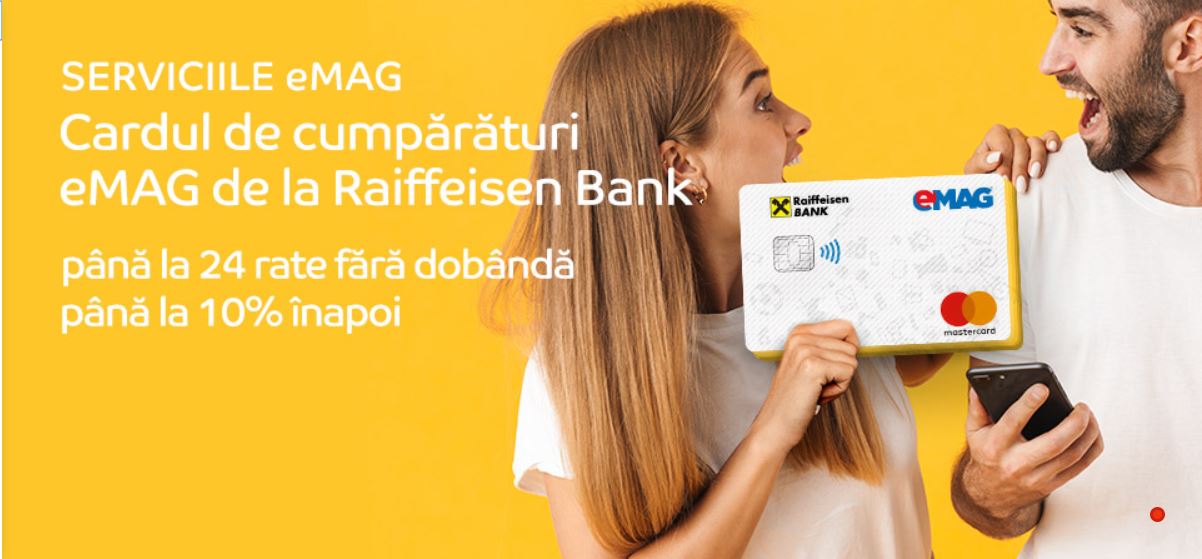 SERVICIILE eMAG
Cardul de cumpărături
eMAG de la Raiffeisen Bank
până la 24 rate fără dobândă
până la 10% înapoi
Raiffeisen
BANK
eMAG
mastercard